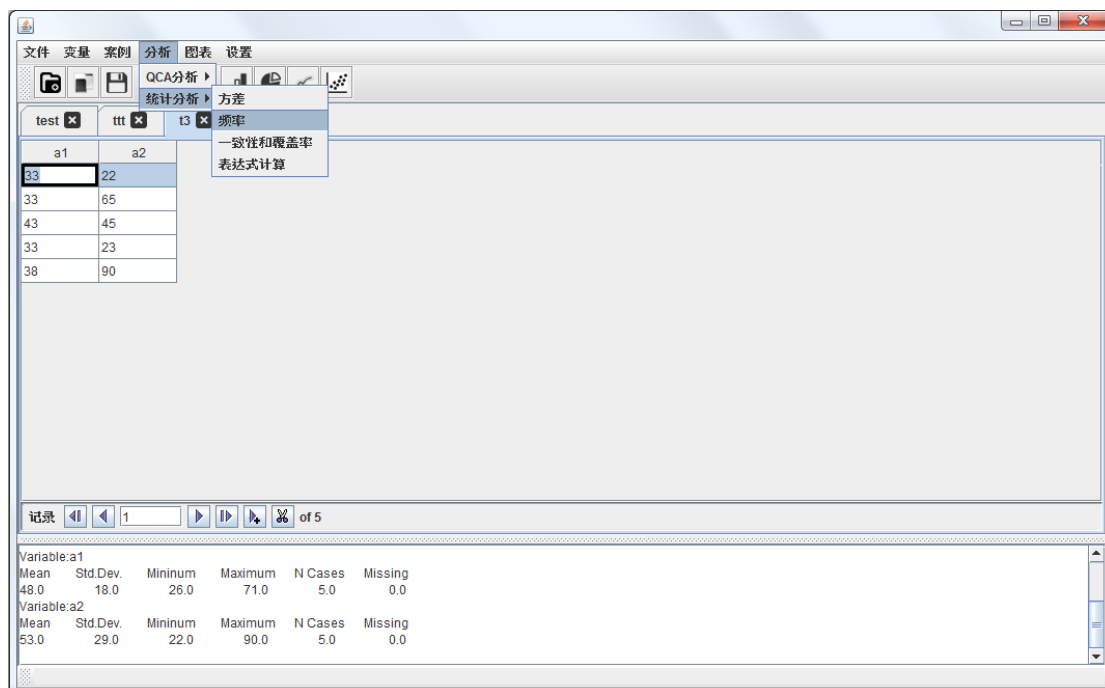 文件 变量 案例 分析 图表 设置
QCA分析
统计分析
方差
频率
一致性和覆盖率
表达式计算
test ttt t3
a1 a2
33 22
33 65
43 45
33 23
38 90
记录 1 of 5
Variable:a1
Mean Std.Dev. Mininum Maximum N Cases Missing
48.0 18.0 26.0 71.0 5.0 0.0
Variable:a2
Mean Std.Dev. Mininum Maximum N Cases Missing
53.0 29.0 22.0 90.0 5.0 0.0